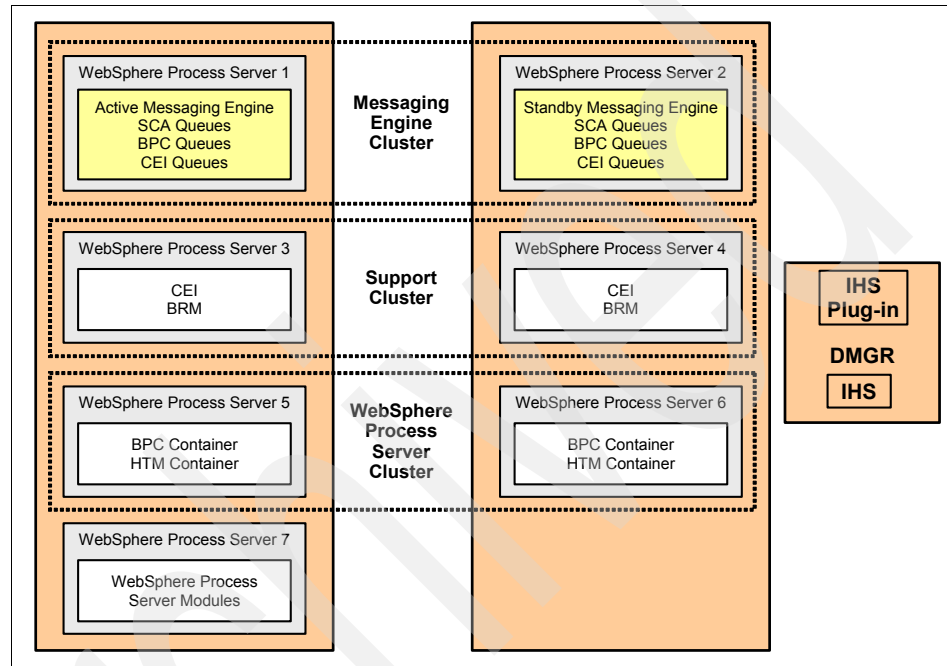 WebSphere Process Server 1
Active Messaging Engine
SCA Queues
BPC Queues
CEI Queues
Messaging
Engine
Cluster
WebSphere Process Server 2
Standby Messaging Engine
SCA Queues
BPC Queues
CEI Queues
WebSphere Process Server 3
CEI
BRM
Support
Cluster
WebSphere Process Server 4
CEI
BRM
IHS
Plug-in
DMGR
IHS
WebSphere Process Server 5
BPC Container
HTM Container
WebSphere
Process
Server
Cluster
WebSphere Process Server 6
BPC Container
HTM Container
WebSphere Process Server 7
WebSphere Process
Server Modules